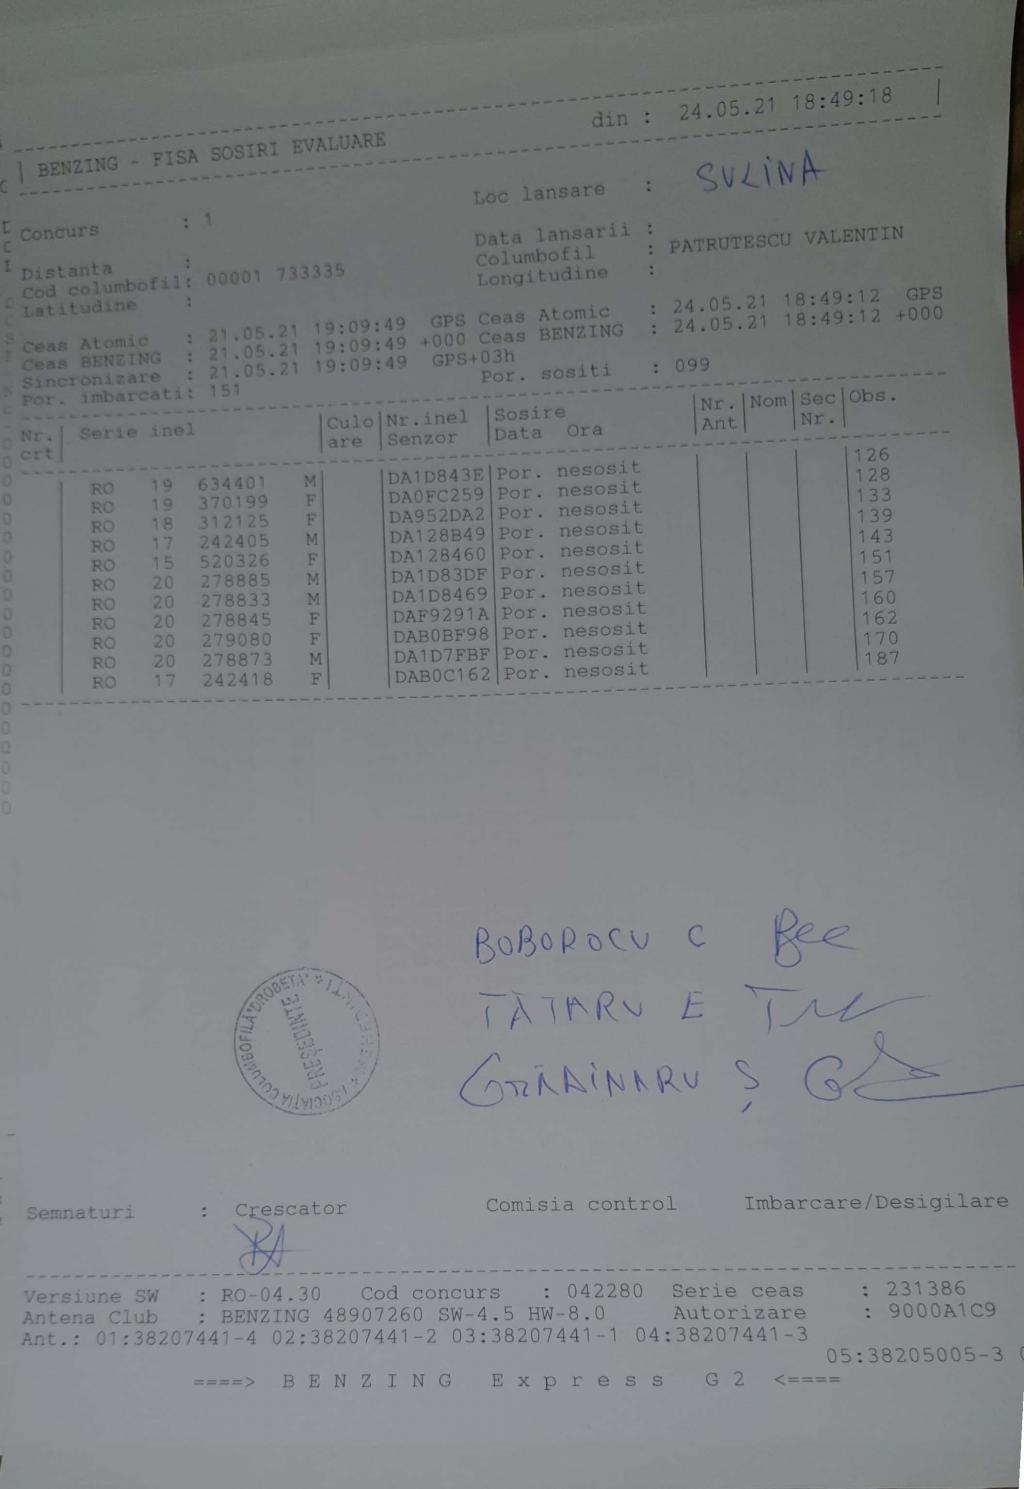 BENZING - FISA SOSIRI EVALUARE din : 24.05.21 18:49:18
Concurs : 1 Loc lansare : SULINA
Data lansarii :
Distanta : Columbofil : PATRUTESCU VALENTIN
Cod columbofil: 00001 733335 Longitudine :
Latitudine :
Ceas Atomic : 21.05.21 19:09:49 GPS Ceas Atomic : 24.05.21 18:49:12 GPS
Ceas BENZING : 21.05.21 19:09:49 +000 Ceas BENZING : 24.05.21 18:49:12 +000
Sincronizare : 21.05.21 19:09:49 GPS+03h
Por. imbarcati: 151 Por. sositi : 099
Nr. Serie inel Culo Nr.inel Sosire Nr. Nom Sec Obs.
crt are Senzor Data Ora Ant Nr.
RO 19 634401 M DA1D843E Por. nesosit 126
RO 19 370199 F DA0FC259 Por. nesosit 128
RO 18 312125 F DA952DA2 Por. nesosit 133
RO 17 242405 M DA128B49 Por. nesosit 139
RO 15 520326 F DA128460 Por. nesosit 143
RO 20 278885 M DA1D83DF Por. nesosit 151
RO 20 278833 M DA1D8469 Por. nesosit 157
RO 20 278845 F DAF9291A Por. nesosit 160
RO 20 279080 F DAB0BF98 Por. nesosit 162
RO 20 278873 M DA1D7FBF Por. nesosit 170
RO 17 242418 F DAB0C162 Por. nesosit 187
BOBOROCU C
TĂTARU E
GRĂDINARU Ș
ASOCIAȚIA COLUMBOFILĂ "DROBETA" * MEHEDINȚI *
PREȘEDINTE
Semnaturi : Crescator Comisia control Imbarcare/Desigilare
Versiune SW : RO-04.30 Cod concurs : 042280 Serie ceas : 231386
Antena Club : BENZING 48907260 SW-4.5 HW-8.0 Autorizare : 9000A1C9
Ant.: 01:38207441-4 02:38207441-2 03:38207441-1 04:38207441-3
05:38205005-3
====> B E N Z I N G E x p r e s s G 2 <====